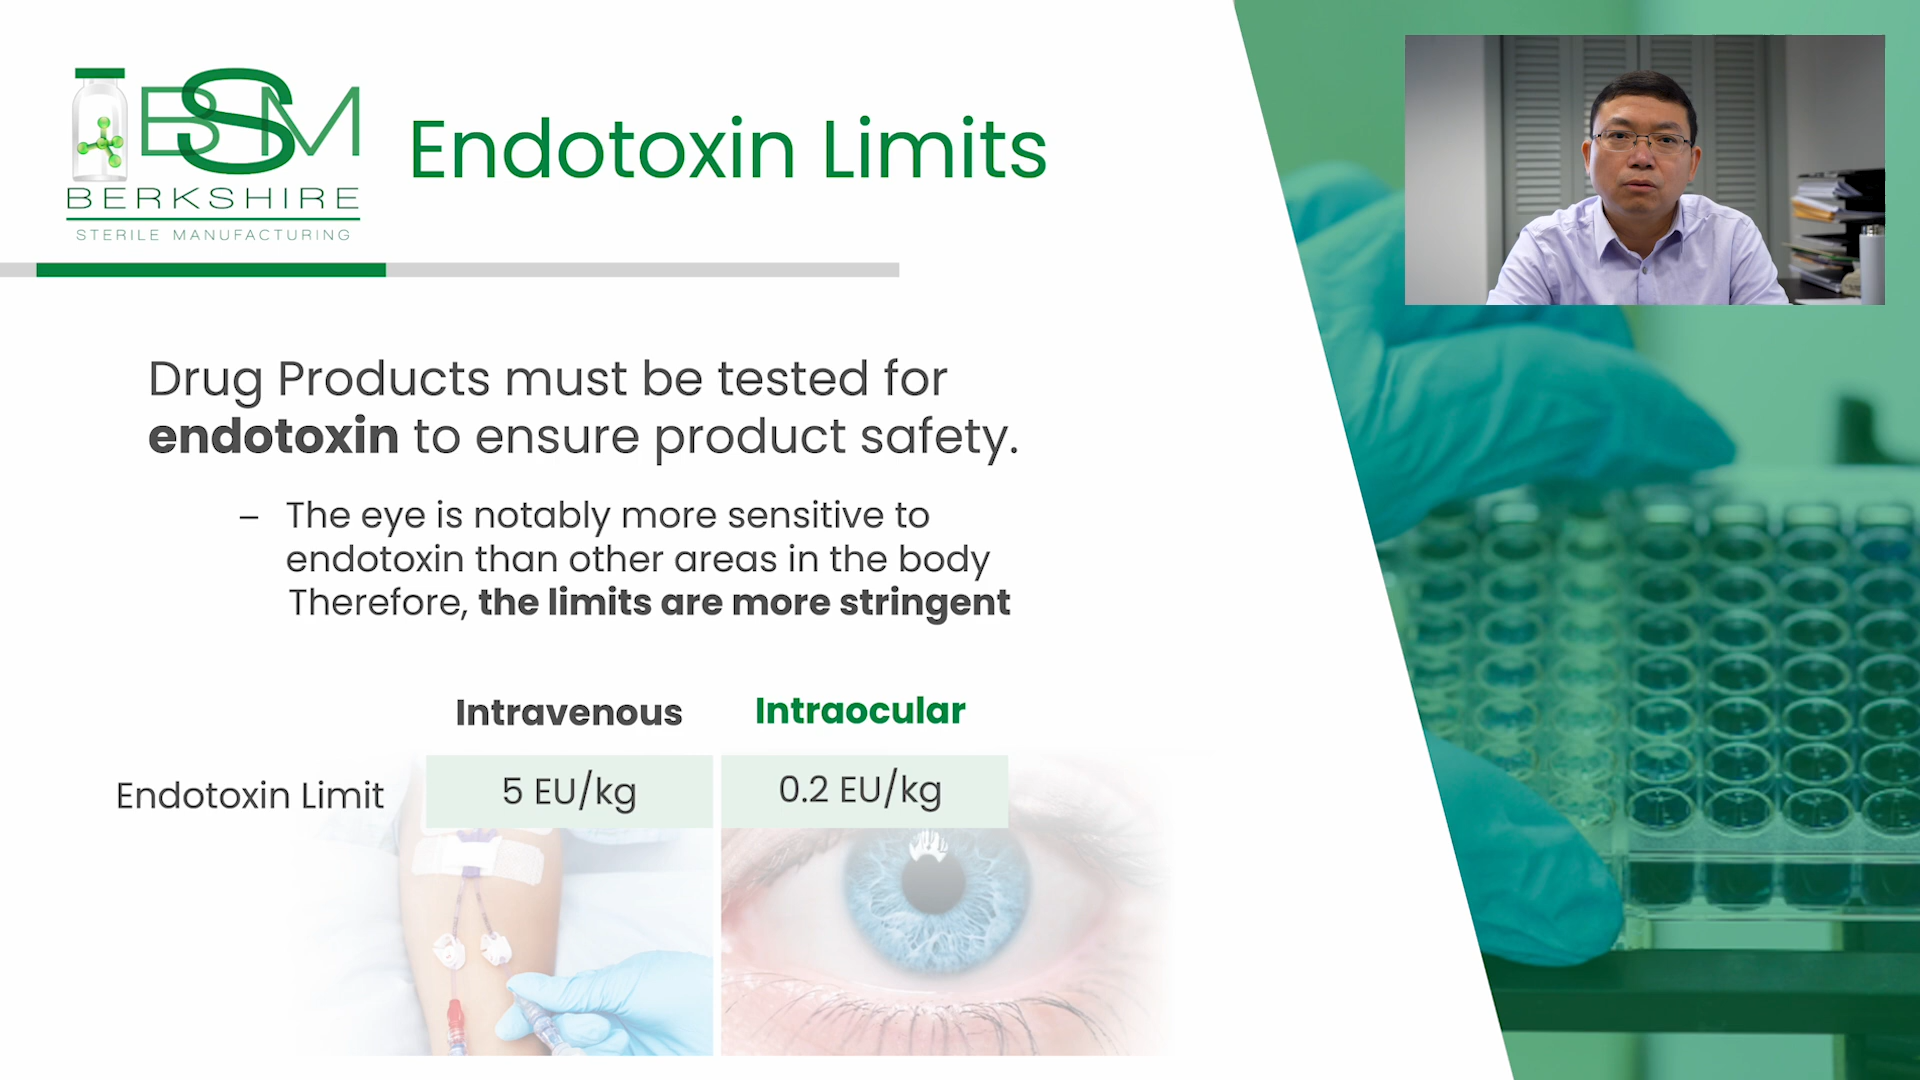 BSM
BERKSHIRE
STERILE MANUFACTURING
Endotoxin Limits
Drug Products must be tested for
endotoxin to ensure product safety.
– The eye is notably more sensitive to
endotoxin than other areas in the body
Therefore, the limits are more stringent
Intravenous Intraocular
Endotoxin Limit 5 EU/kg 0.2 EU/kg